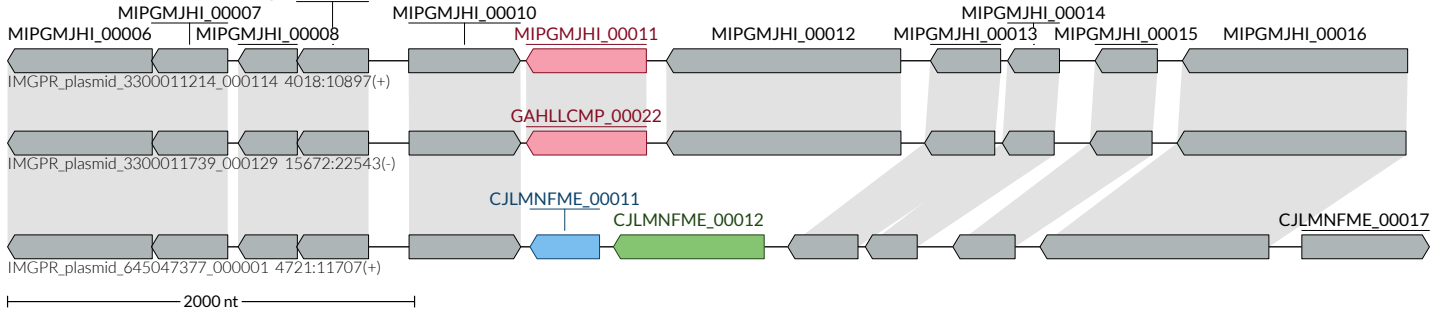 MIPGMJHI_00007 MIPGMJHI_00010 MIPGMJHI_00014
MIPGMJHI_00006 MIPGMJHI_00008 MIPGMJHI_00011 MIPGMJHI_00012 MIPGMJHI_00013 MIPGMJHI_00015 MIPGMJHI_00016
IMGPR_plasmid_3300011214_000114 4018:10897(+)
GAHLLCMP_00022
IMGPR_plasmid_3300011739_000129 15672:22543(-)
CJLMNFME_00011
CJLMNFME_00012 CJLMNFME_00017
IMGPR_plasmid_645047377_000001 4721:11707(+)
2000 nt